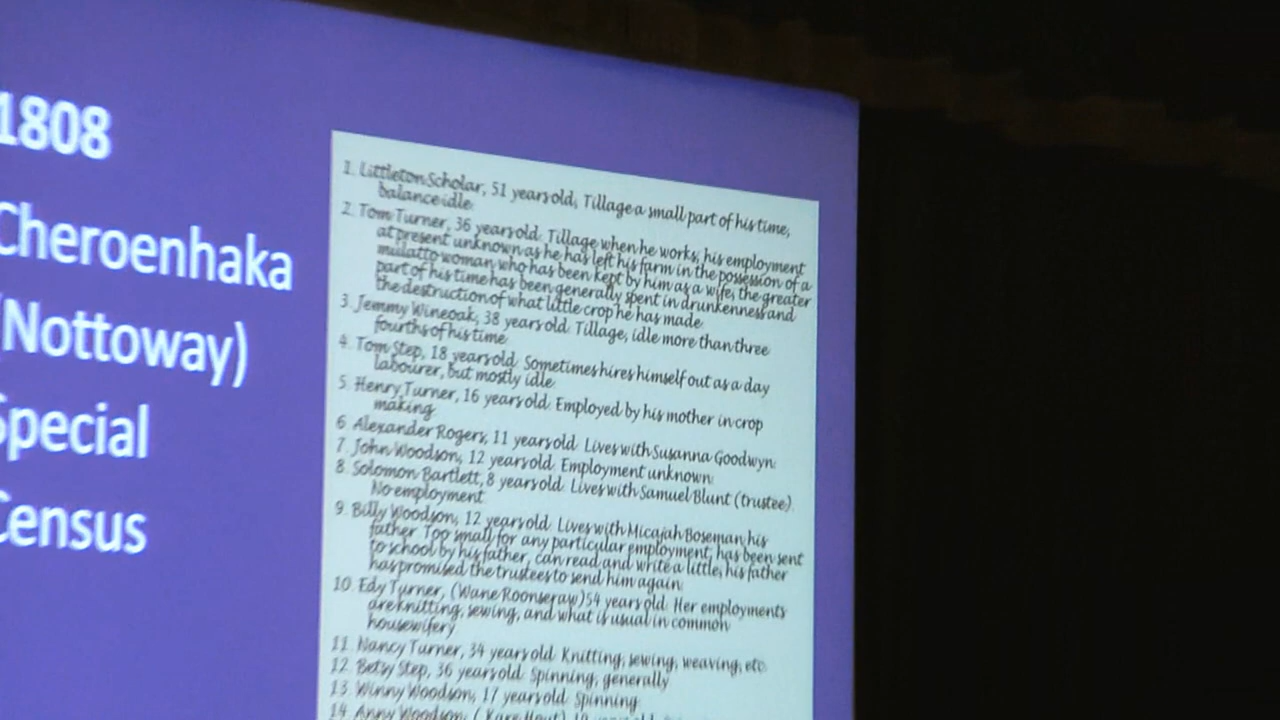 1808
Cheroenhaka
(Nottoway)
Special
Census
1. Littleton Scholar, 51 years old, Tillage a small part of his time,
balance idle.
2. Tom Turner, 36 years old. Tillage when he works, his employment
at present unknown as he has left his farm in the possession of a
mulatto woman who has been kept by him as a wife, the greater
part of his time has been generally spent in drunkenness and
the destruction of what little crop he has made.
3. Jemmy Wineoak, 38 years old. Tillage, idle more than three
fourths of his time.
4. Tom Step, 18 years old. Sometimes hires himself out as a day
labourer, but mostly idle.
5. Henry Turner, 16 years old. Employed by his mother in crop
making.
6. Alexander Rogers, 11 years old. Lives with Susanna Goodwyn.
7. John Woodson, 12 years old. Employment unknown.
8. Solomon Bartlett, 8 years old. Lives with Samuel Blunt (trustee).
No employment.
9. Billy Woodson, 12 years old. Lives with Micajah Boseman, his
father. Too small for any particular employment, has been sent
to school by his father, can read and write a little, his father
has promised the trustees to send him again.
10. Edy Turner, (Wane Roonseraw) 54 years old. Her employments
are knitting, sewing, and what is usual in common
housewifery
11. Nancy Turner, 34 years old. Knitting, sewing, weaving, etc.
12. Betsy Step, 36 years old. Spinning, generally
13. Winny Woodson, 17 years old. Spinning.
14. Anny Woodson, (